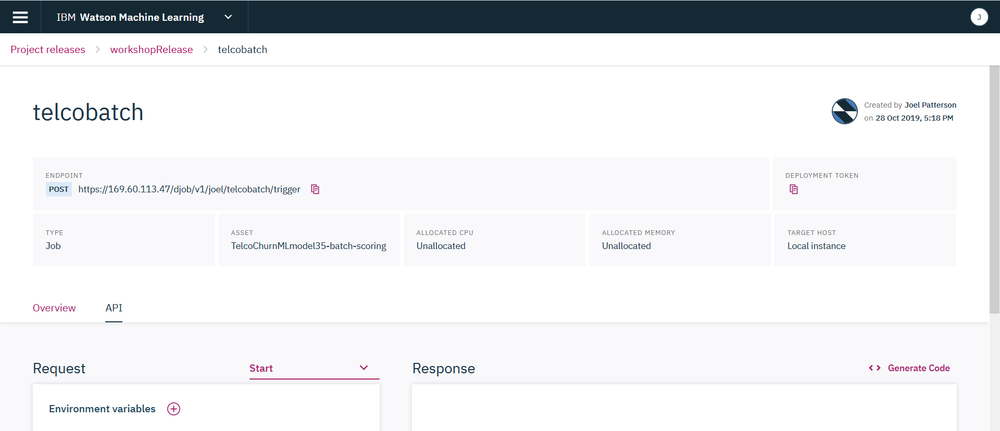 IBM Watson Machine Learning
J
Project releases workshopRelease telcobatch
telcobatch
Created by Joel Patterson
on 28 Oct 2019, 5:18 PM
ENDPOINT
POST https://169.60.113.47/djob/v1/joel/telcobatch/trigger
DEPLOYMENT TOKEN
TYPE
Job
ASSET
TelcoChurnMLmodel35-batch-scoring
ALLOCATED CPU
Unallocated
ALLOCATED MEMORY
Unallocated
TARGET HOST
Local instance
Overview API
Request
Start
Response
Generate Code
Environment variables